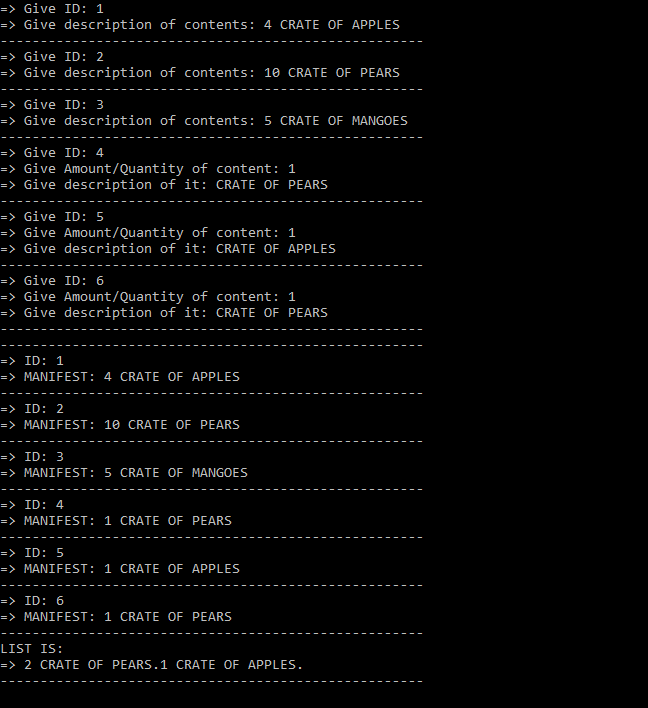 => Give ID: 1
=> Give description of contents: 4 CRATE OF APPLES
-----------------------------------------------------
=> Give ID: 2
=> Give description of contents: 10 CRATE OF PEARS
-----------------------------------------------------
=> Give ID: 3
=> Give description of contents: 5 CRATE OF MANGOES
-----------------------------------------------------
=> Give ID: 4
=> Give Amount/Quantity of content: 1
=> Give description of it: CRATE OF PEARS
-----------------------------------------------------
=> Give ID: 5
=> Give Amount/Quantity of content: 1
=> Give description of it: CRATE OF APPLES
-----------------------------------------------------
=> Give ID: 6
=> Give Amount/Quantity of content: 1
=> Give description of it: CRATE OF PEARS
-----------------------------------------------------
-----------------------------------------------------
=> ID: 1
=> MANIFEST: 4 CRATE OF APPLES
-----------------------------------------------------
=> ID: 2
=> MANIFEST: 10 CRATE OF PEARS
-----------------------------------------------------
=> ID: 3
=> MANIFEST: 5 CRATE OF MANGOES
-----------------------------------------------------
=> ID: 4
=> MANIFEST: 1 CRATE OF PEARS
-----------------------------------------------------
=> ID: 5
=> MANIFEST: 1 CRATE OF APPLES
-----------------------------------------------------
=> ID: 6
=> MANIFEST: 1 CRATE OF PEARS
-----------------------------------------------------
LIST IS:
=> 2 CRATE OF PEARS.1 CRATE OF APPLES.
-----------------------------------------------------